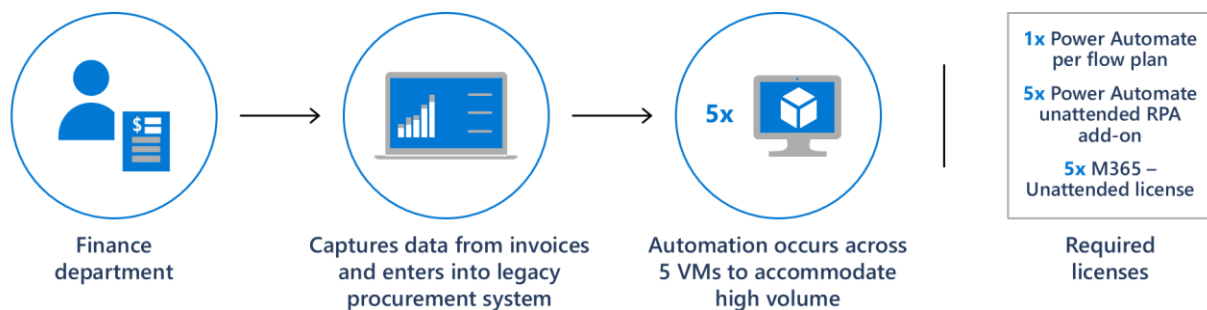 $
5x
1x Power Automate
per flow plan
5x Power Automate
unattended RPA
add-on
5x M365 –
Unattended license
Finance
department
Captures data from invoices
and enters into legacy
procurement system
Automation occurs across
5 VMs to accommodate
high volume
Required
licenses